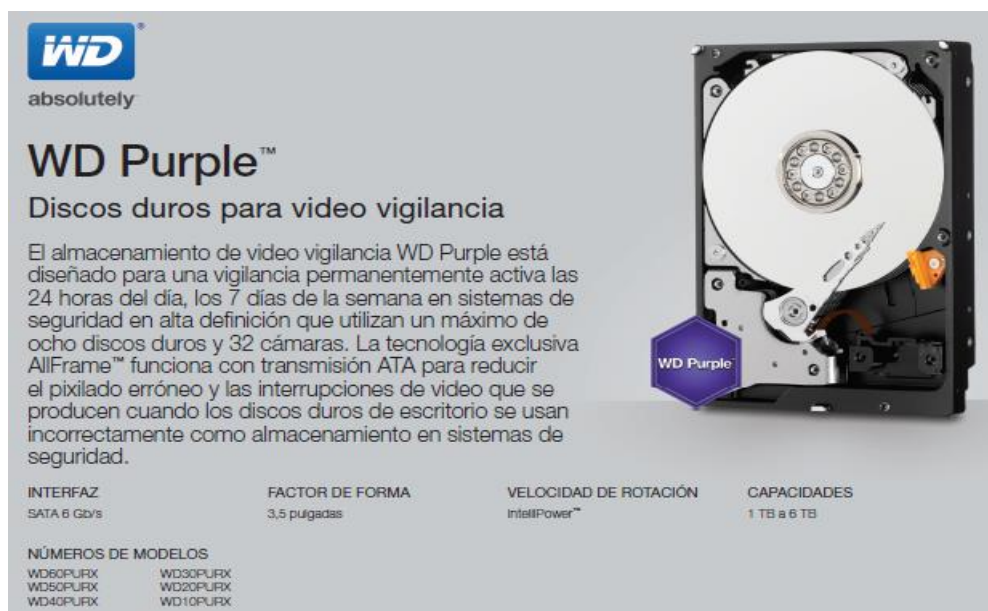 WD®
absolutely™
WD Purple™
Discos duros para video vigilancia
El almacenamiento de video vigilancia WD Purple está
diseñado para una vigilancia permanentemente activa las
24 horas del día, los 7 días de la semana en sistemas de
seguridad en alta definición que utilizan un máximo de
ocho discos duros y 32 cámaras. La tecnología exclusiva
AllFrame™ funciona con transmisión ATA para reducir
el pixilado erróneo y las interrupciones de video que se
producen cuando los discos duros de escritorio se usan
incorrectamente como almacenamiento en sistemas de
seguridad.
WD Purple™
INTERFAZ
SATA 6 Gb/s
FACTOR DE FORMA
3,5 pulgadas
VELOCIDAD DE ROTACIÓN
IntelliPower™
CAPACIDADES
1 TB a 6 TB
NÚMEROS DE MODELOS
WD60PURX
WD50PURX
WD40PURX
WD30PURX
WD20PURX
WD10PURX